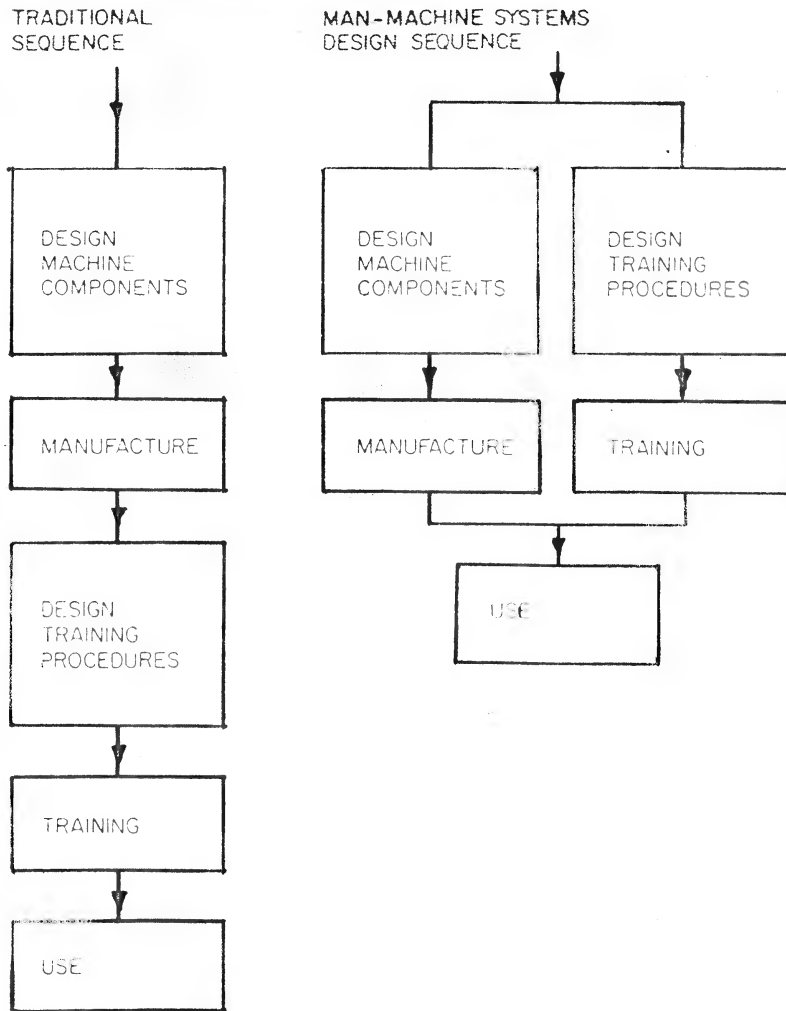 TRADITIONAL
SEQUENCE
DESIGN
MACHINE
COMPONENTS
MANUFACTURE
DESIGN
TRAINING
PROCEDURES
TRAINING
USE
MAN-MACHINE SYSTEMS
DESIGN SEQUENCE
DESIGN
MACHINE
COMPONENTS
DESIGN
TRAINING
PROCEDURES
MANUFACTURE
TRAINING
USE